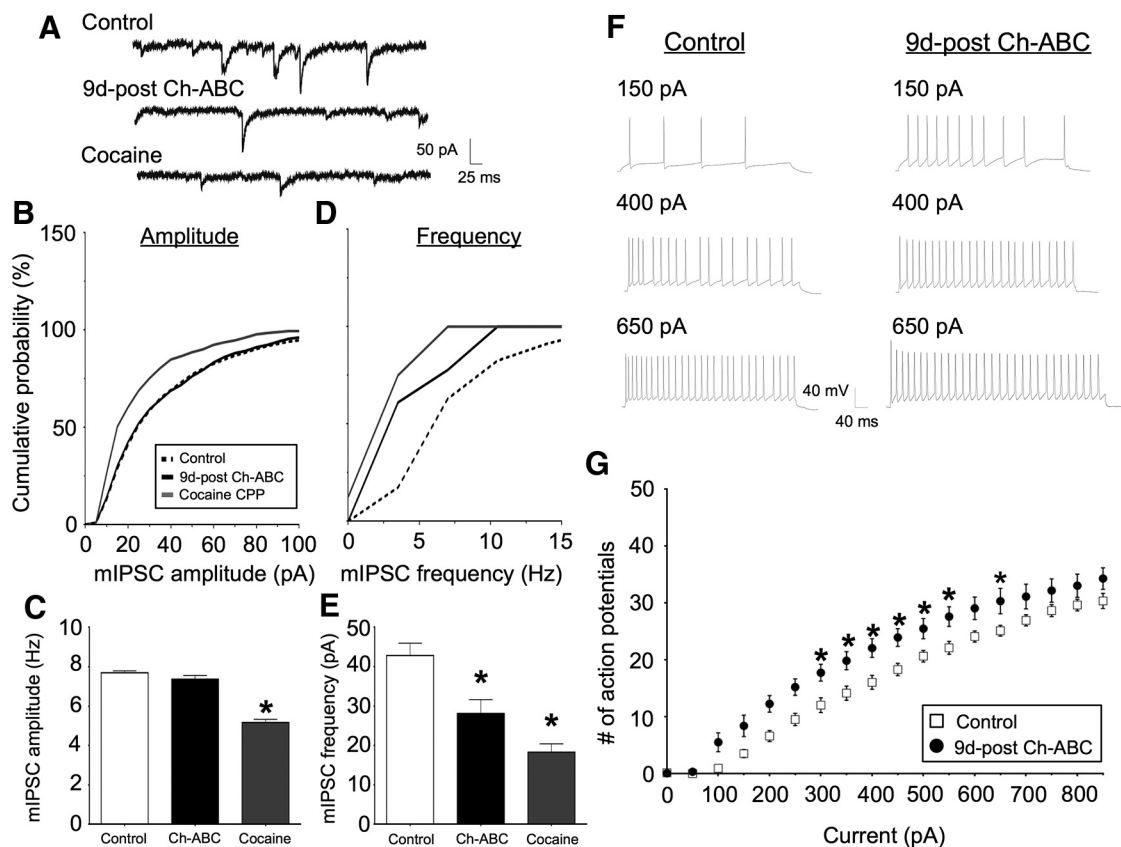 A
Control
9d-post Ch-ABC
Cocaine
50 pA
25 ms
B
Amplitude
Cumulative probability (%)
150
100
50
0
0 20 40 60 80 100
mIPSC amplitude (pA)
Control
9d-post Ch-ABC
Cocaine CPP
D
Frequency
0 5 10 15
mIPSC frequency (Hz)
C
mIPSC amplitude (Hz)
10
8
6
4
2
0
*
Control Ch-ABC Cocaine
E
mIPSC frequency (pA)
50
40
30
20
10
0
*
*
Control Ch-ABC Cocaine
F
Control
9d-post Ch-ABC
150 pA
150 pA
400 pA
400 pA
650 pA
650 pA
40 mV
40 ms
G
# of action potentials
50
40
30
20
10
0
* * * * * * *
Control
9d-post Ch-ABC
0 100 200 300 400 500 600 700 800
Current (pA)